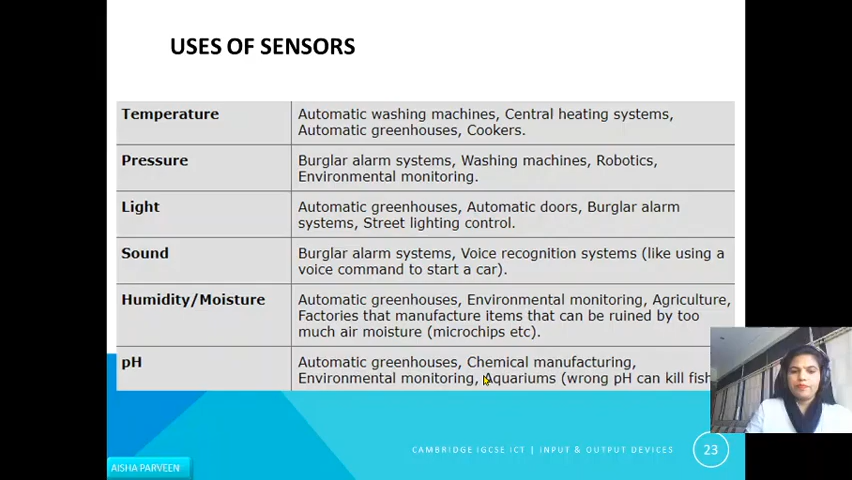 USES OF SENSORS
Temperature
Automatic washing machines, Central heating systems,
Automatic greenhouses, Cookers.
Pressure
Burglar alarm systems, Washing machines, Robotics,
Environmental monitoring.
Light
Automatic greenhouses, Automatic doors, Burglar alarm
systems, Street lighting control.
Sound
Burglar alarm systems, Voice recognition systems (like using a
voice command to start a car).
Humidity/Moisture
Automatic greenhouses, Environmental monitoring, Agriculture,
Factories that manufacture items that can be ruined by too
much air moisture (microchips etc).
pH
Automatic greenhouses, Chemical manufacturing,
Environmental monitoring, Aquariums (wrong pH can kill fish
CAMBRIDGE IGCSE ICT | INPUT & OUTPUT DEVICES
23
AISHA PARVEEN